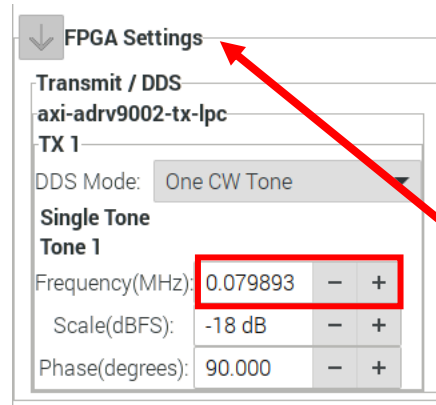 FPGA Settings
Transmit / DDS
axi-adrv9002-tx-lpc
TX 1
DDS Mode: One CW Tone
Single Tone
Tone 1
Frequency(MHz): 0.079893 − +
Scale(dBFS): -18 dB − +
Phase(degrees): 90.000 − +